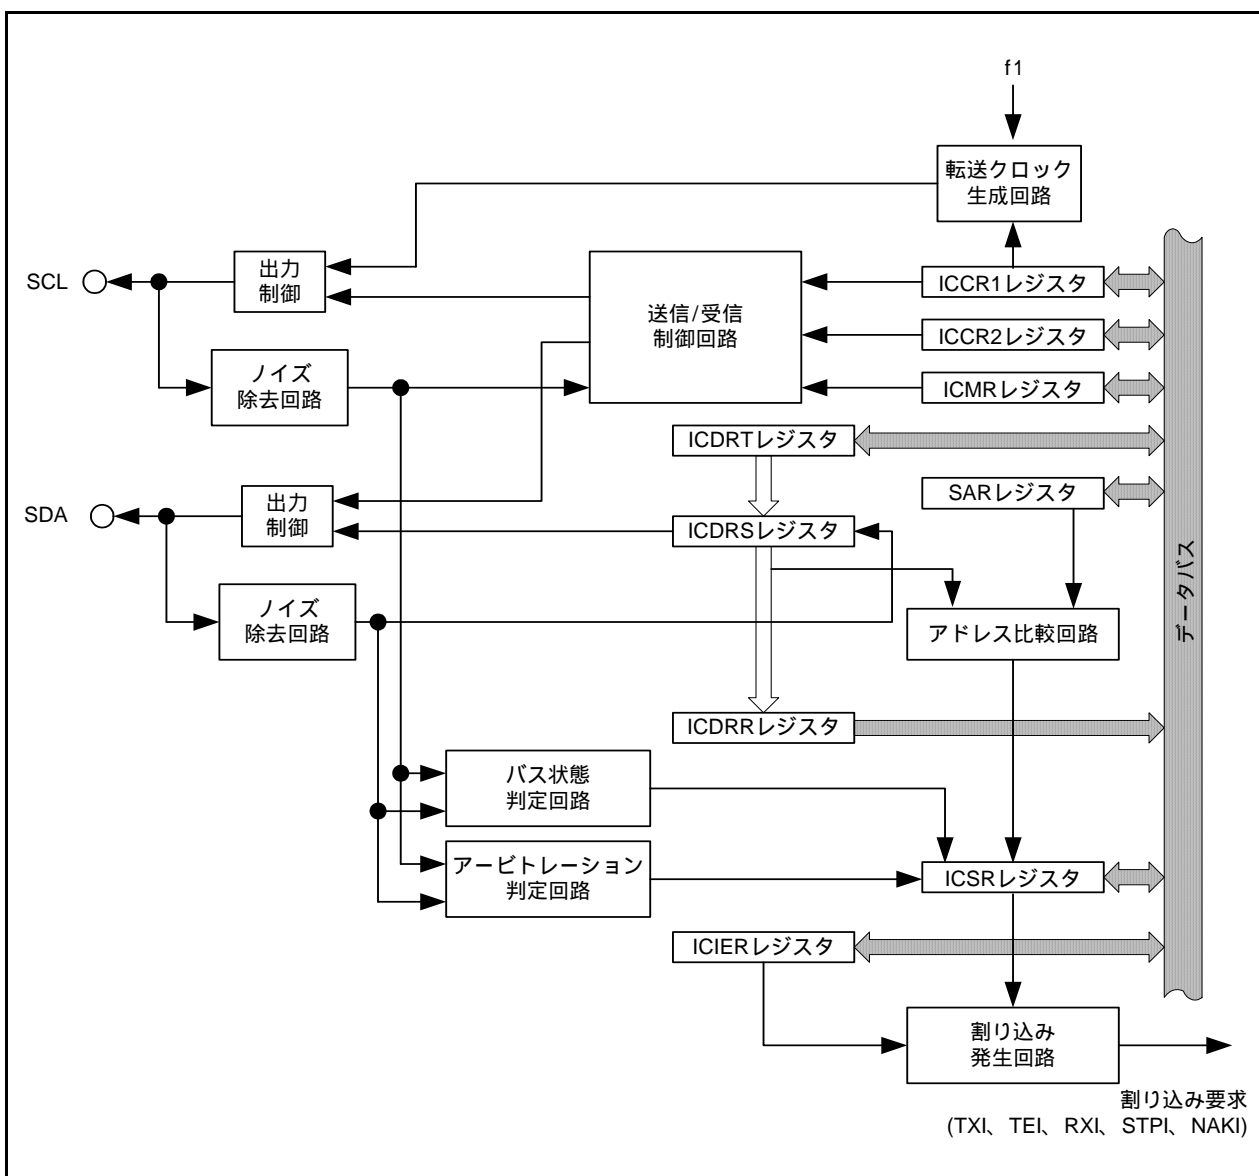 f1
転送クロック
生成回路
SCL
出力
制御
送信/受信
制御回路
ICCR1レジスタ
ICCR2レジスタ
ノイズ
除去回路
ICMRレジスタ
ICDRTレジスタ
SARレジスタ
SDA
出力
制御
ICDRSレジスタ
データバス
ノイズ
除去回路
アドレス比較回路
ICDRRレジスタ
バス状態
判定回路
アービトレーション
判定回路
ICSRレジスタ
ICIERレジスタ
割り込み
発生回路
割り込み要求
(TXI、TEI、RXI、STPI、NAKI)